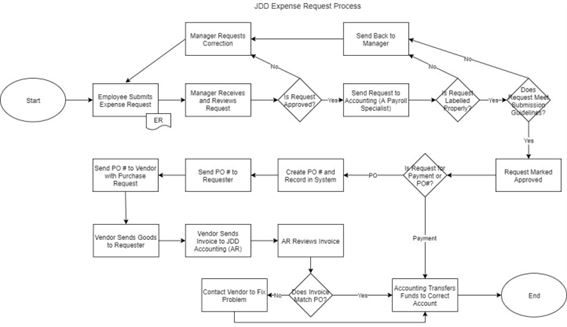 JDD Expense Request Process
Manager Requests
Correction
Send Back to
Manager
No
No
No
Start
Employee Submits
Expense Request
ER
Manager Receives
and Reviews
Request
Is Request
Approved?
Yes
Send Request to
Accounting (A Payroll
Specialist)
Is Request
Labelled
Properly?
Yes
Does
Request Meet
Submission
Guidelines?
Yes
Send PO # to Vendor
with Purchase
Request
Send PO # to
Requester
Create PO # and
Record in System
PO
Is Request for
Payment or
PO#?
Request Marked
Approved
Payment
Vendor Sends Goods
to Requester
Vendor Sends
Invoice to JDD
Accounting (AR)
AR Reviews Invoice
Contact Vendor to Fix
Problem
No
Does Invoice
Match PO?
Yes
Accounting Transfers
Funds to Correct
Account
End